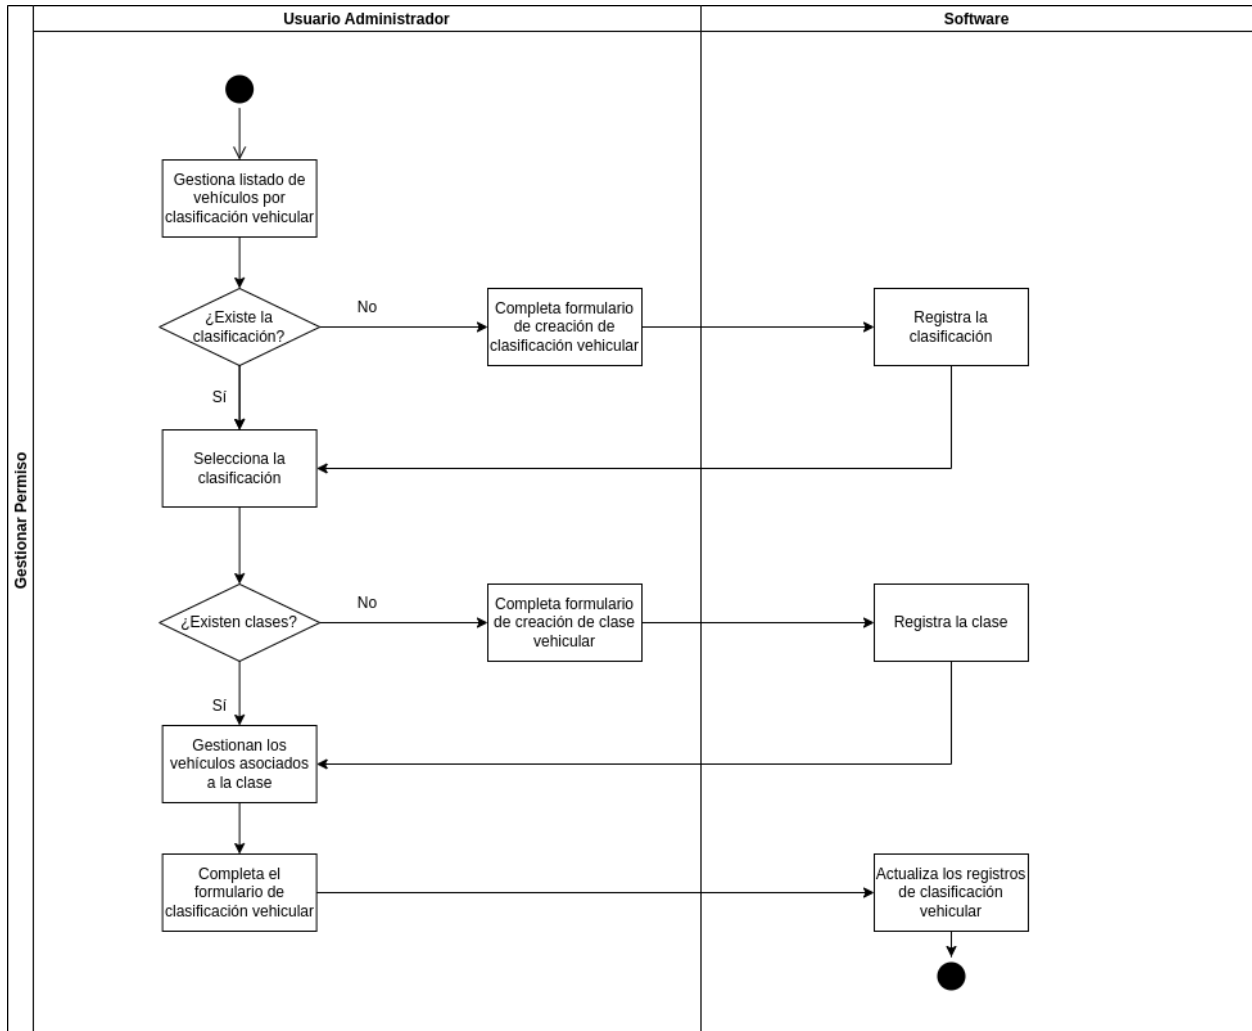 Usuario Administrador
Software
Gestionar Permiso
Gestiona listado de
vehículos por
clasificación vehicular
¿Existe la
clasificación?
No
Completa formulario
de creación de
clasificación vehicular
Registra la
clasificación
Sí
Selecciona la
clasificación
¿Existen clases?
No
Completa formulario
de creación de clase
vehicular
Registra la clase
Sí
Gestionan los
vehículos asociados
a la clase
Completa el
formulario de
clasificación vehicular
Actualiza los registros
de clasificación
vehicular